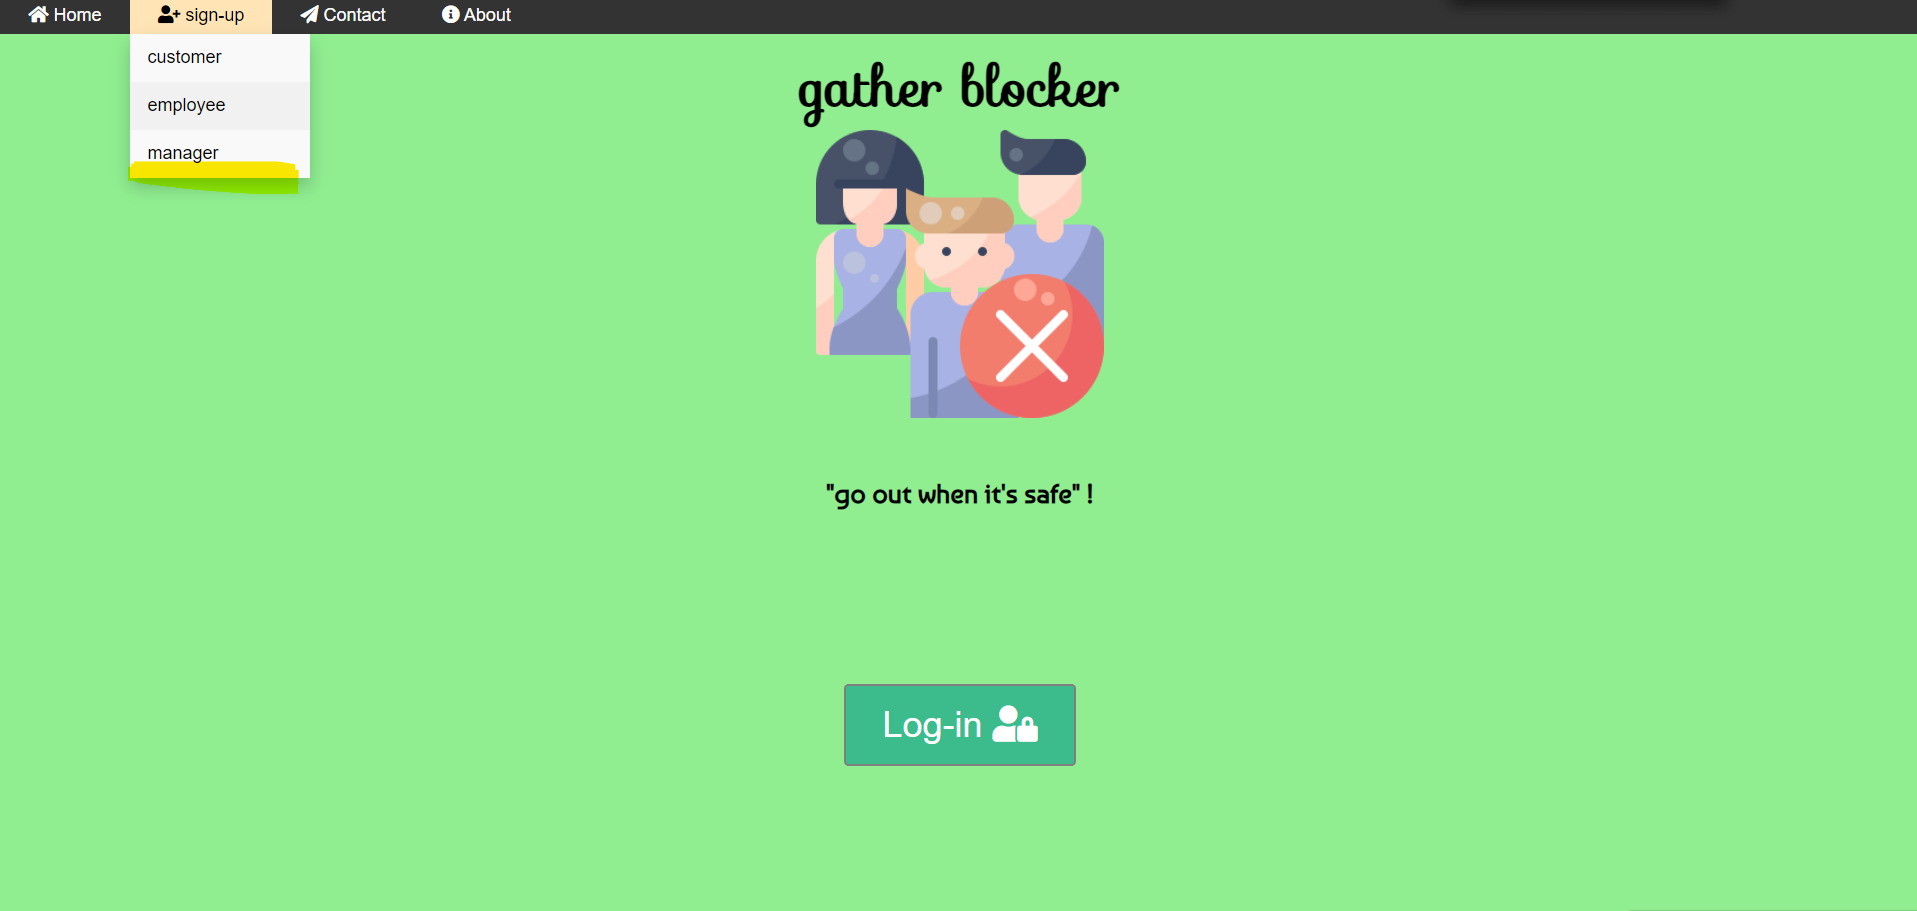 Home sign-up Contact About
customer
employee
manager
gather blocker
"go out when it's safe" !
Log-in